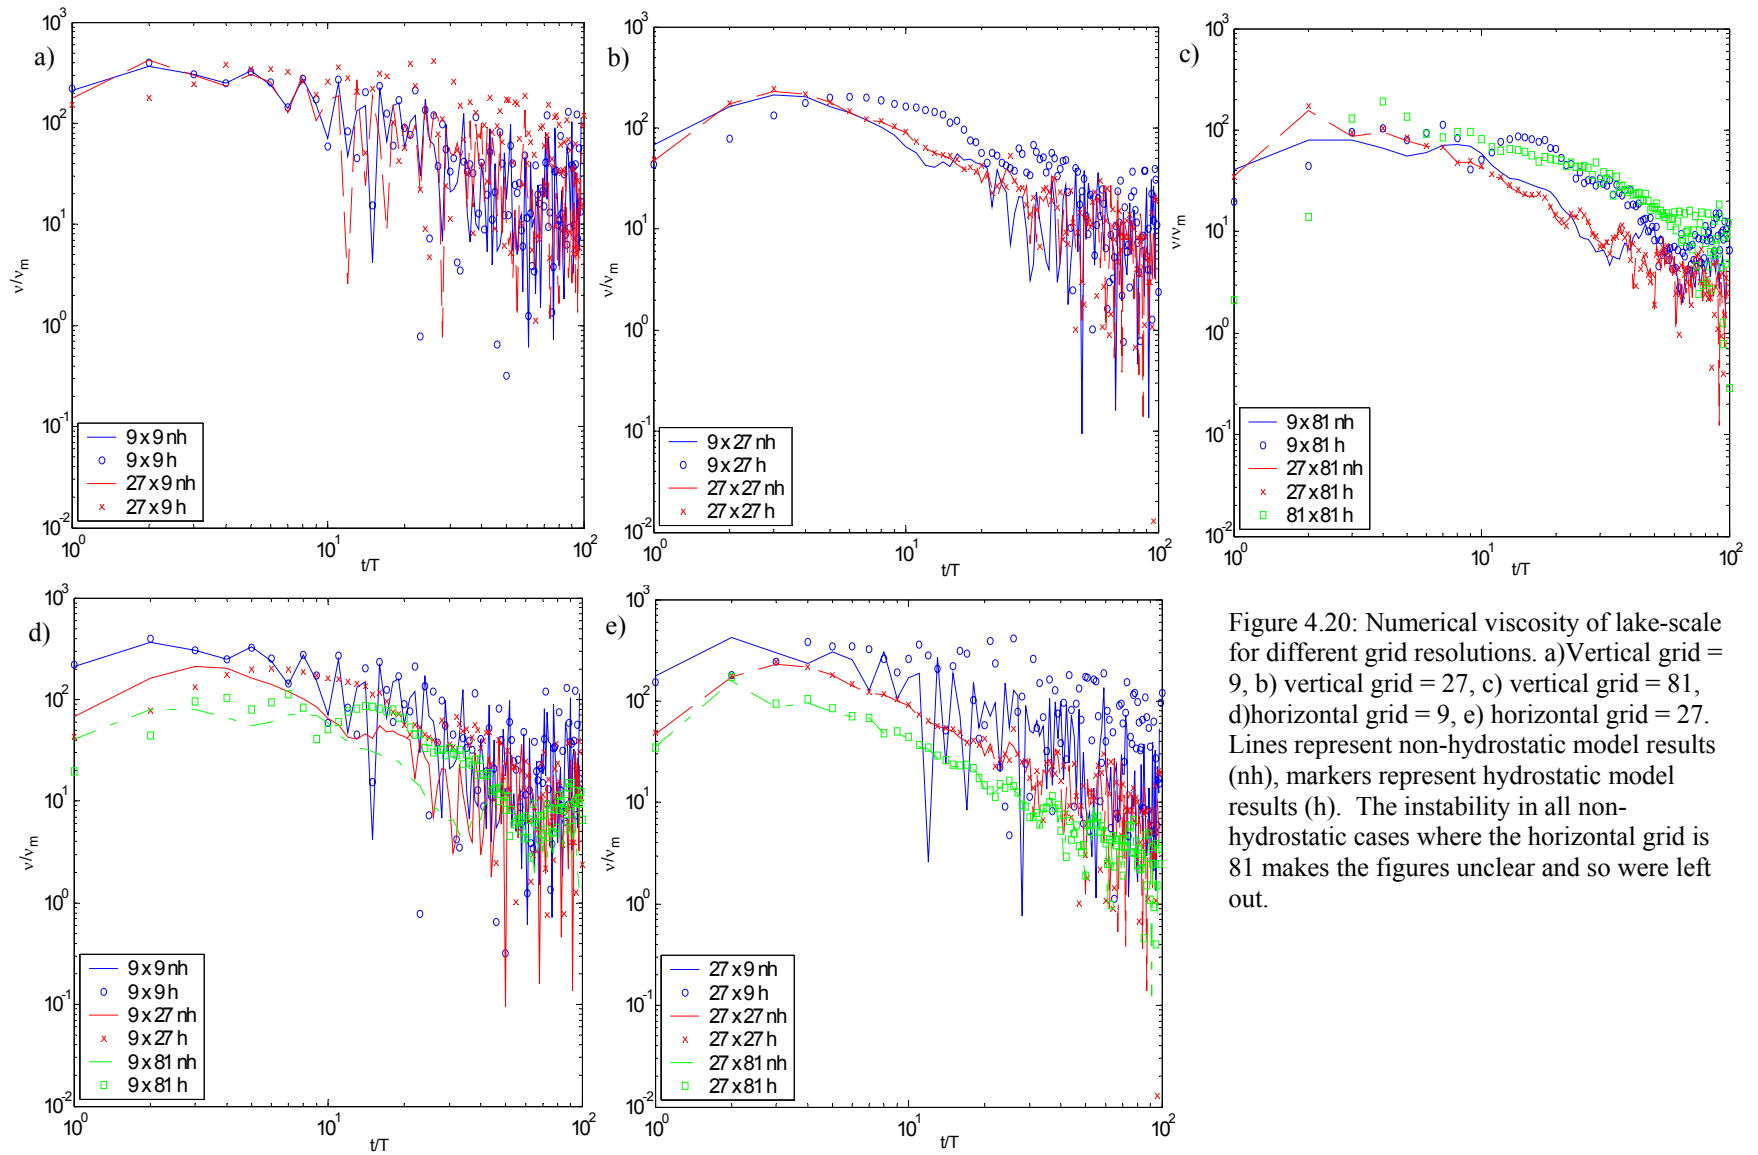 a)
10^3
10^2
10^1
10^0
10^-1
10^-2
ν/ν_m
9 x 9 nh
9 x 9 h
27 x 9 nh
27 x 9 h
10^0
10^1
10^2
t/T
b)
10^3
10^2
10^1
10^0
10^-1
10^-2
ν/ν_m
9 x 27 nh
9 x 27 h
27 x 27 nh
27 x 27 h
10^0
10^1
10^2
t/T
c)
10^3
10^2
10^1
10^0
10^-1
10^-2
ν/ν_m
9 x 81 nh
9 x 81 h
27 x 81 nh
27 x 81 h
81 x 81 h
10^0
10^1
10^2
t/T
d)
10^3
10^2
10^1
10^0
10^-1
10^-2
ν/ν_m
9 x 9 nh
9 x 9 h
9 x 27 nh
9 x 27 h
9 x 81 nh
9 x 81 h
10^0
10^1
10^2
t/T
e)
10^3
10^2
10^1
10^0
10^-1
10^-2
ν/ν_m
27 x 9 nh
27 x 9 h
27 x 27 nh
27 x 27 h
27 x 81 nh
27 x 81 h
10^0
10^1
10^2
t/T
Figure 4.20: Numerical viscosity of lake-scale
for different grid resolutions. a)Vertical grid =
9, b) vertical grid = 27, c) vertical grid = 81,
d)horizontal grid = 9, e) horizontal grid = 27.
Lines represent non-hydrostatic model results
(nh), markers represent hydrostatic model
results (h).  The instability in all non-
hydrostatic cases where the horizontal grid is
81 makes the figures unclear and so were left
out.